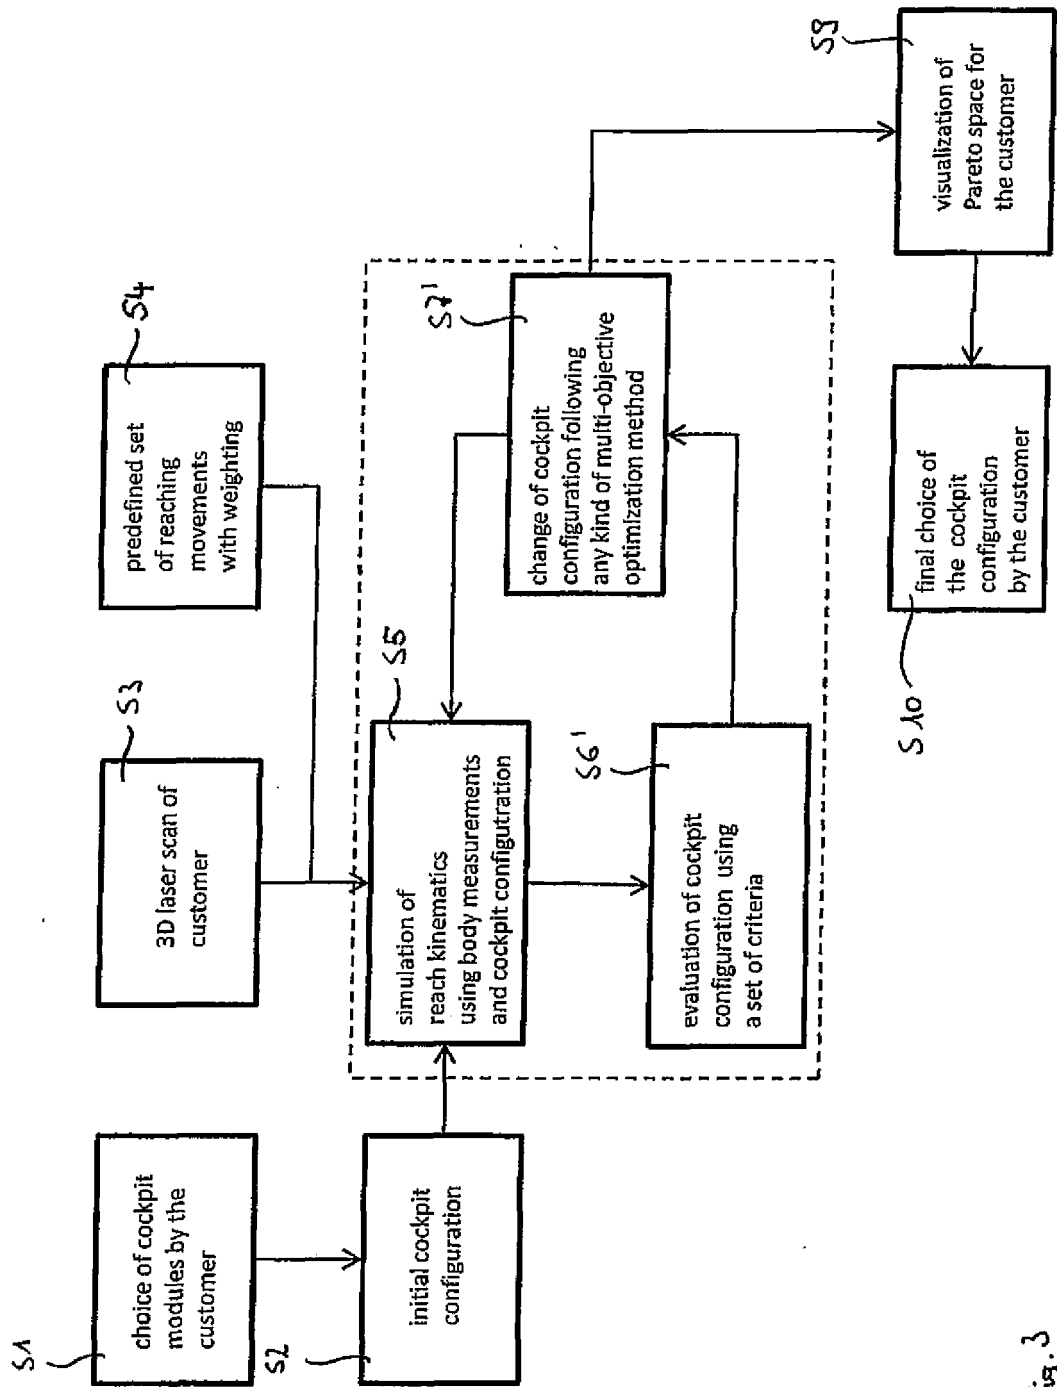 S1
choice of cockpit
modules by the
customer
S2
initial cockpit
configuration
S3
3D laser scan of
customer
S4
predefined set
of reaching
movements
with weighting
S5
simulation of
reach kinematics
using body measurements
and cockpit configutration
S6'
evaluation of cockpit
configuration using
a set of criteria
S7'
change of cockpit
configuration following
any kind of multi-objective
optimization method
S9
visualization of
Pareto space for
the customer
S10
final choice of
the cockpit
configuration
by the customer
ig. 3